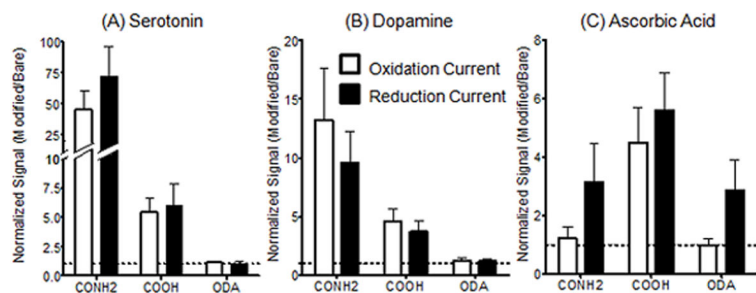 (A) Serotonin
Normalized Signal (Modified/Bare)
100
75
50
25
10
7.5
5.0
2.5
0
CONH2 COOH ODA
(B) Dopamine
Normalized Signal (Modified/Bare)
20
15
10
5
0
Oxidation Current
Reduction Current
CONH2 COOH ODA
(C) Ascorbic Acid
Normalized Signal (Modified/Bare)
8
6
4
2
0
CONH2 COOH ODA